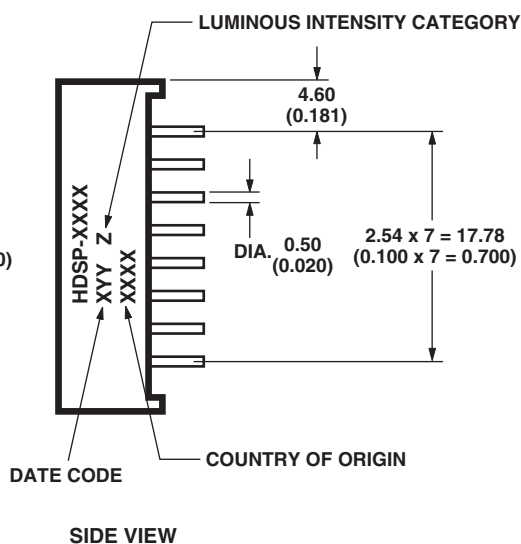 LUMINOUS INTENSITY CATEGORY
4.60
(0.181)
HDSP-XXXX
XYY Z
XXXX
0)
DIA. 0.50
(0.020)
2.54 x 7 = 17.78
(0.100 x 7 = 0.700)
COUNTRY OF ORIGIN
DATE CODE
SIDE VIEW